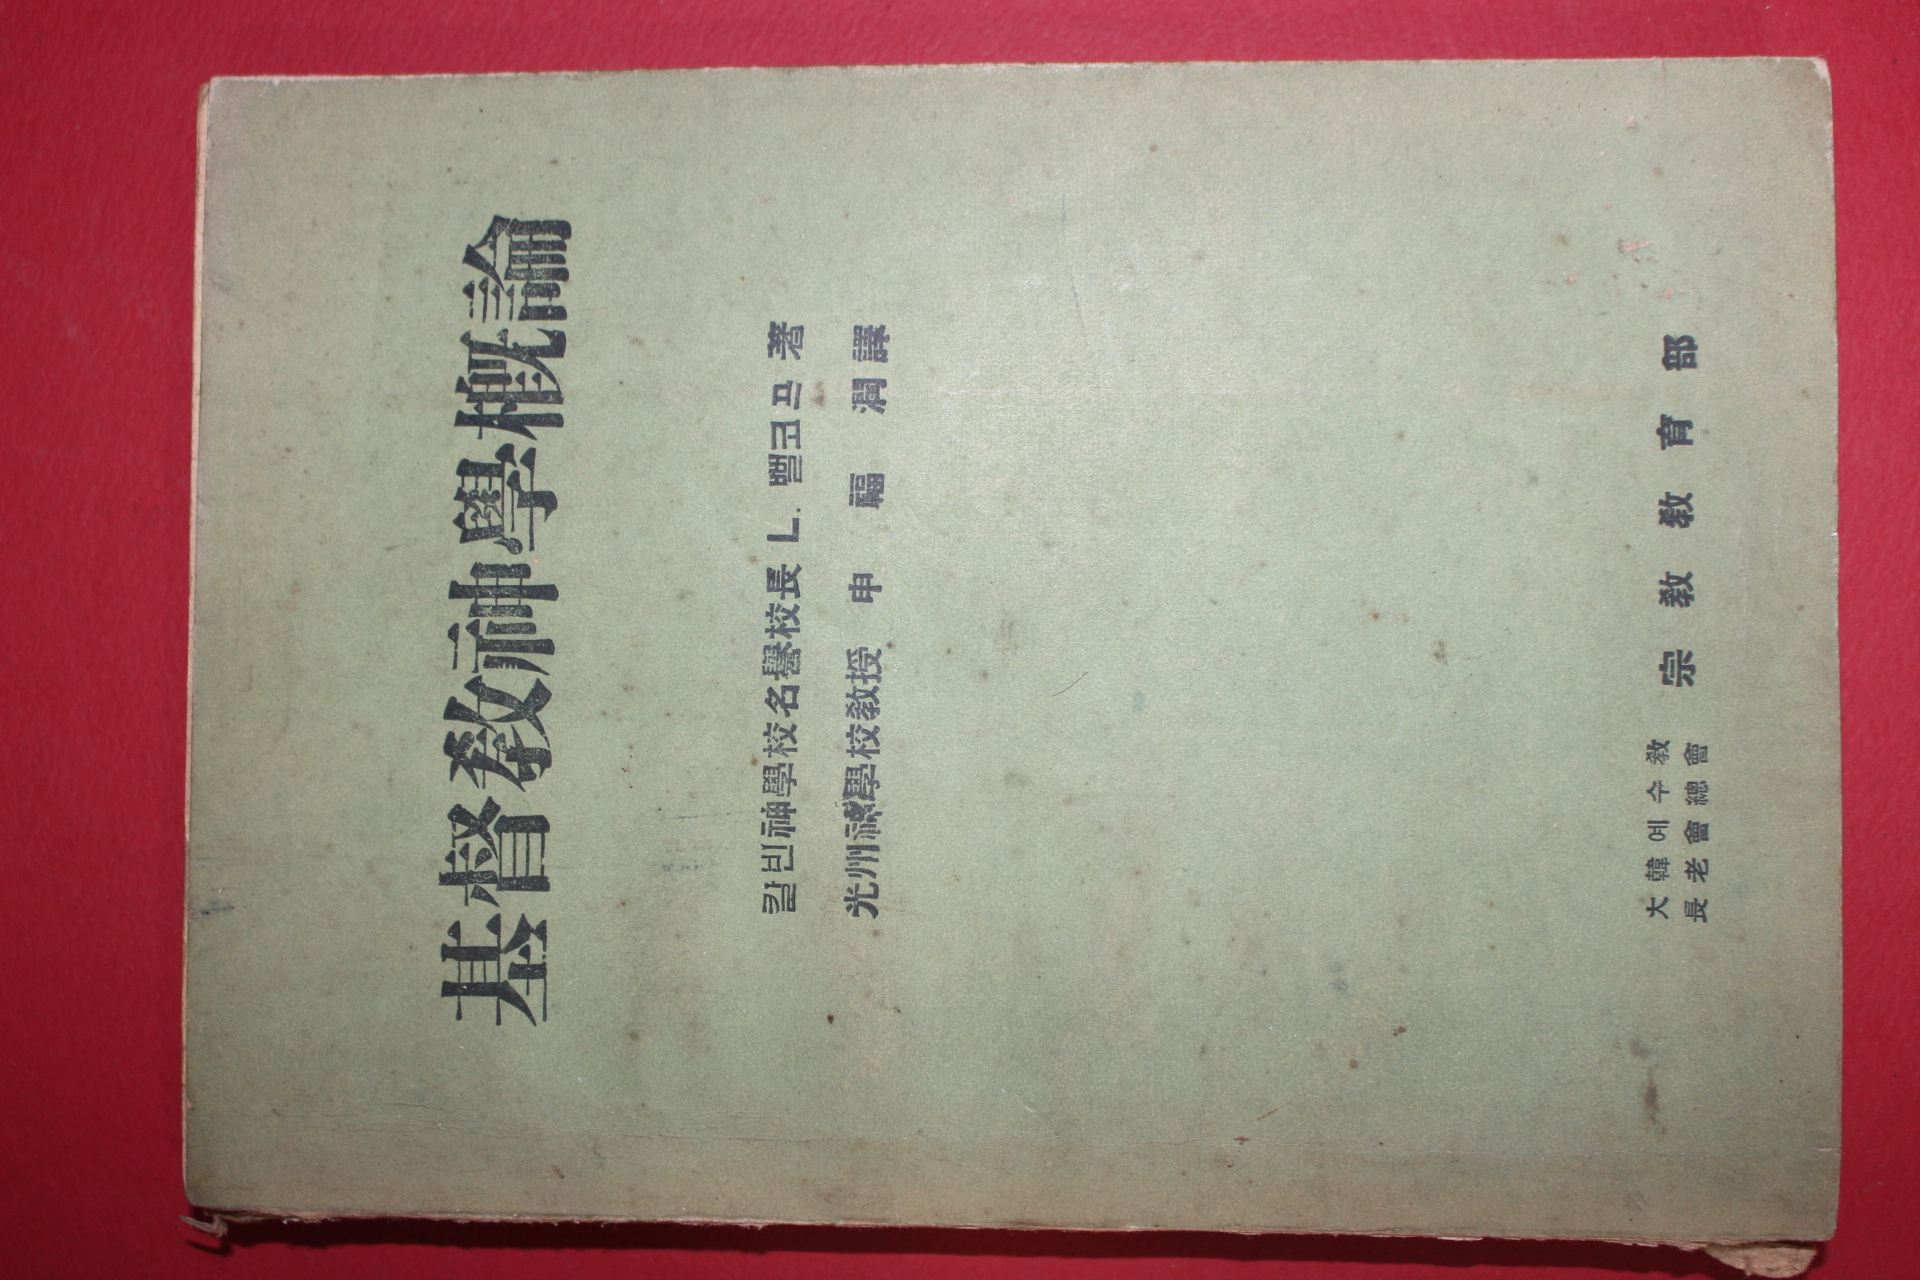 基督敎神學槪論
칼빈神學校名譽校長 L. 뻘코프 著
光州神學校敎授 申福潤 譯
大韓예수敎
長老會總會
宗敎敎育部